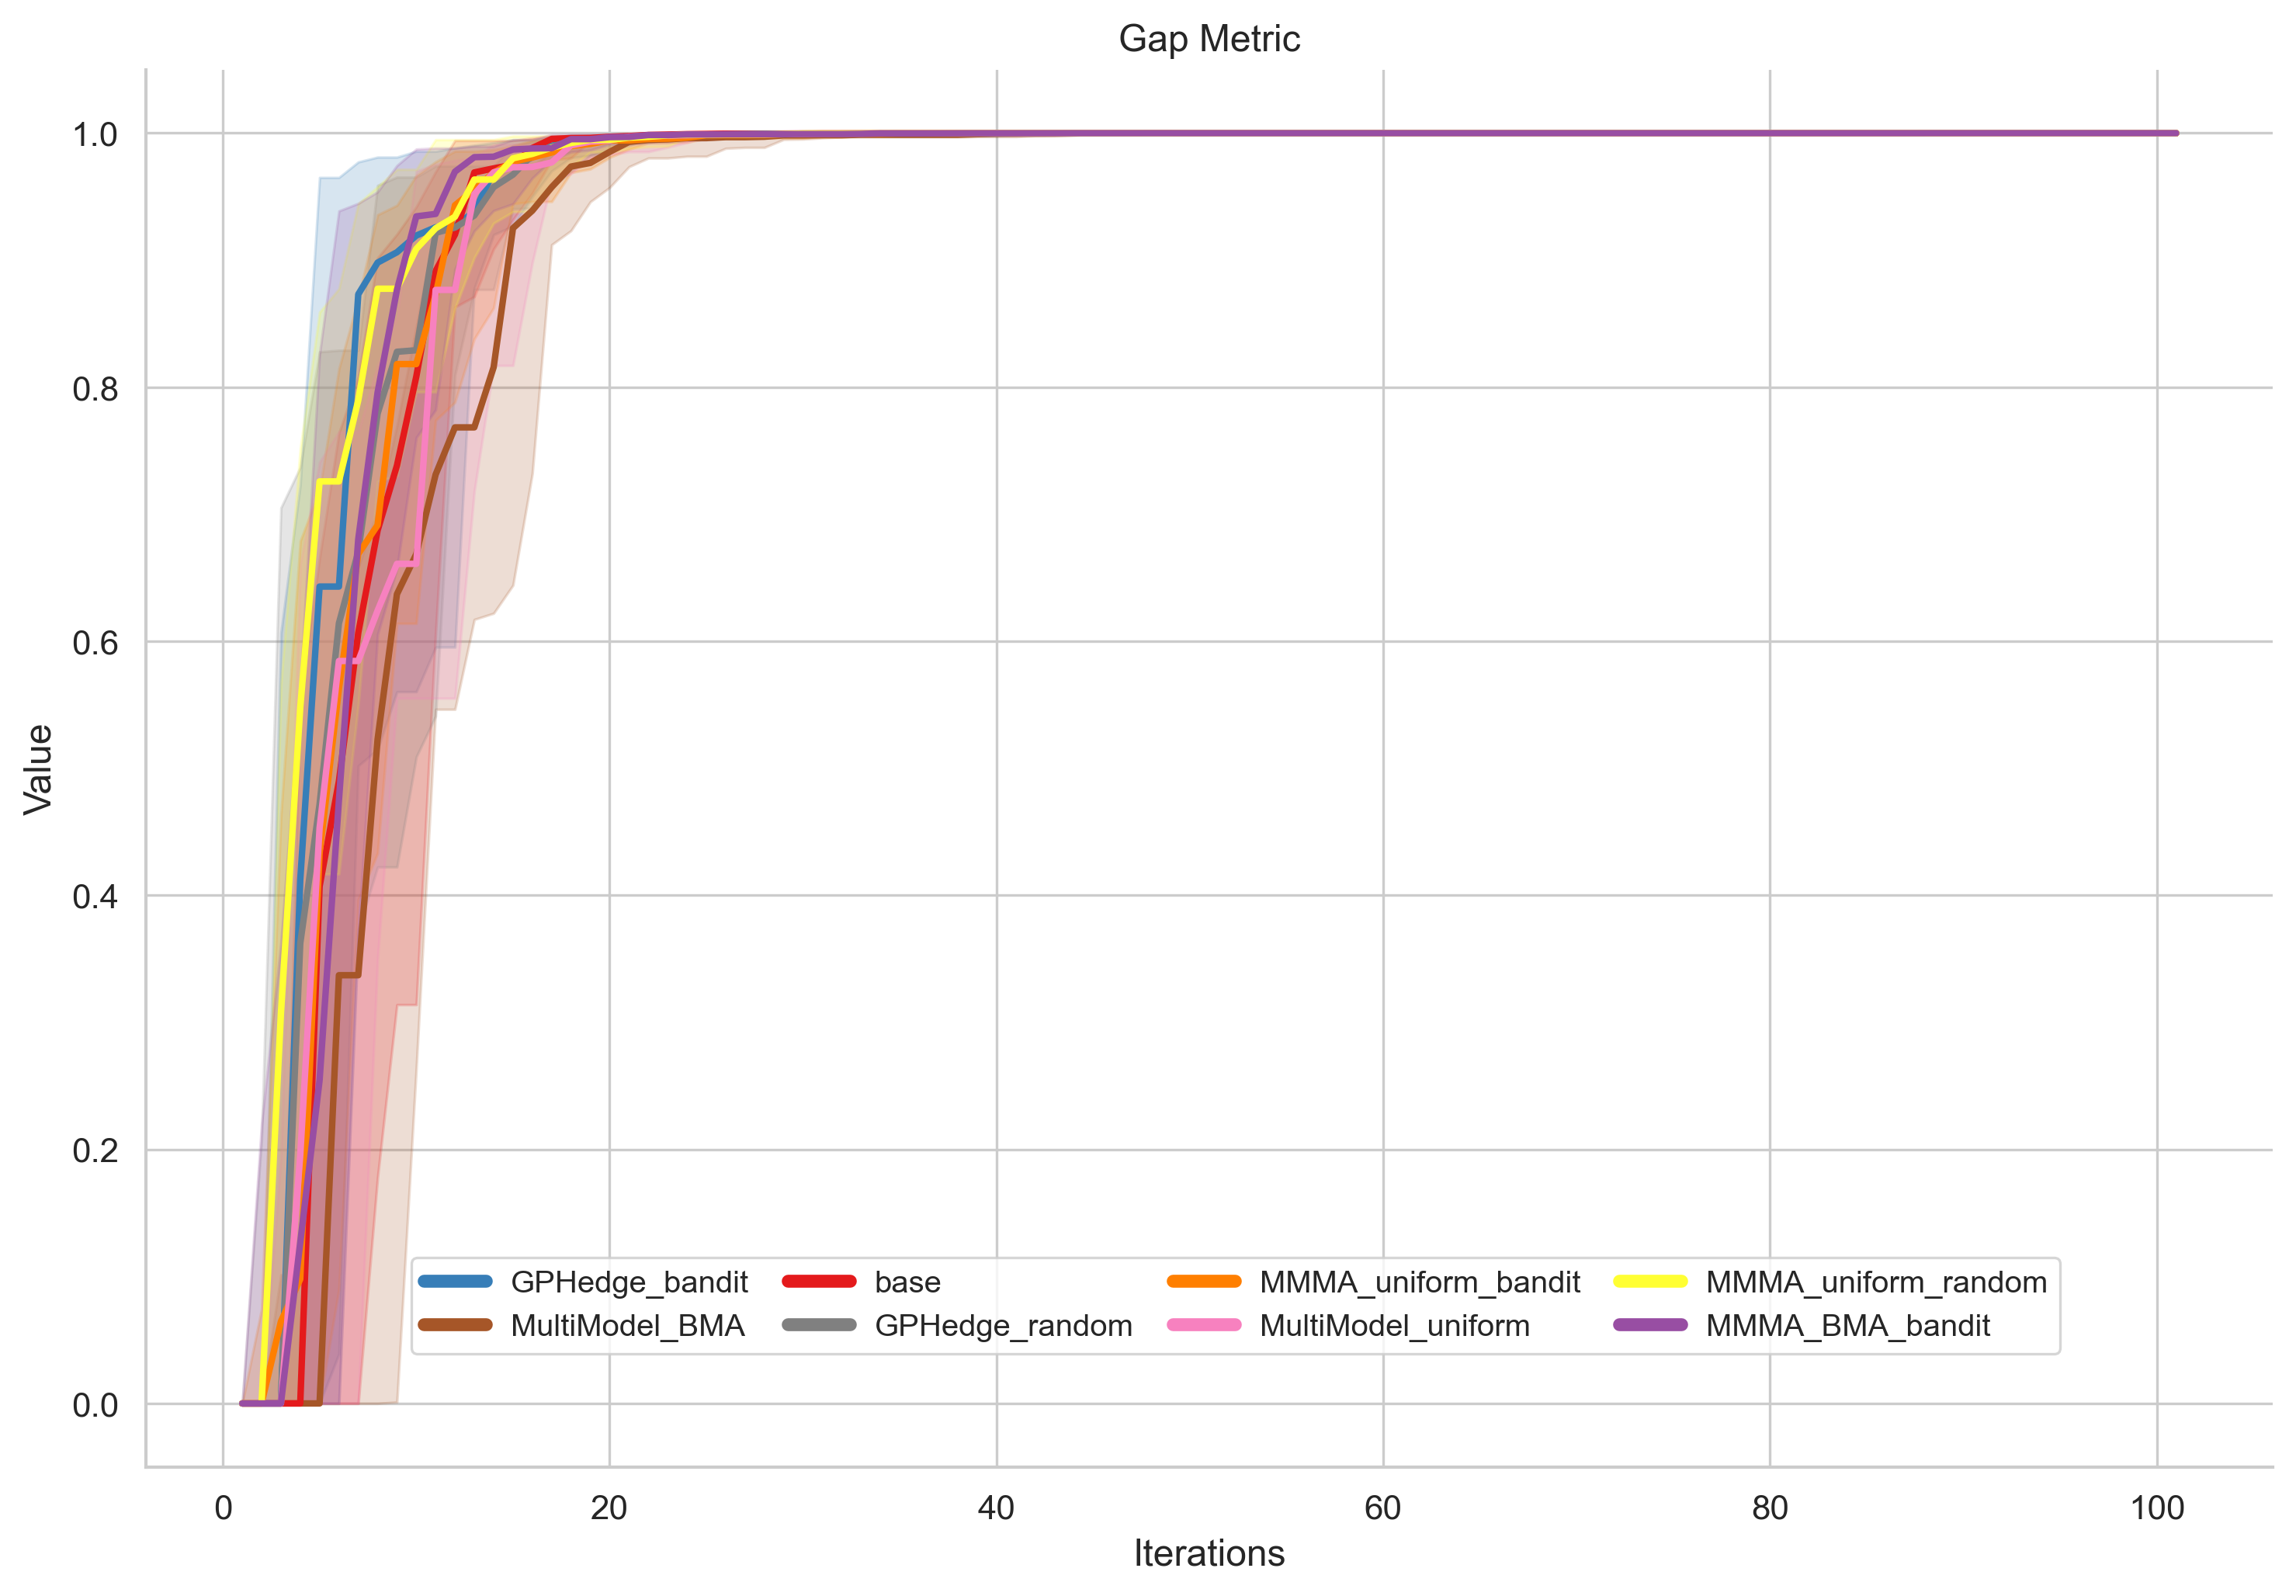 Gap Metric
1.0
0.8
0.6
0.4
0.2
0.0
Value
GPHedge_bandit base MMMA_uniform_bandit MMMA_uniform_random
MultiModel_BMA GPHedge_random MultiModel_uniform MMMA_BMA_bandit
0 20 40 60 80 100
Iterations